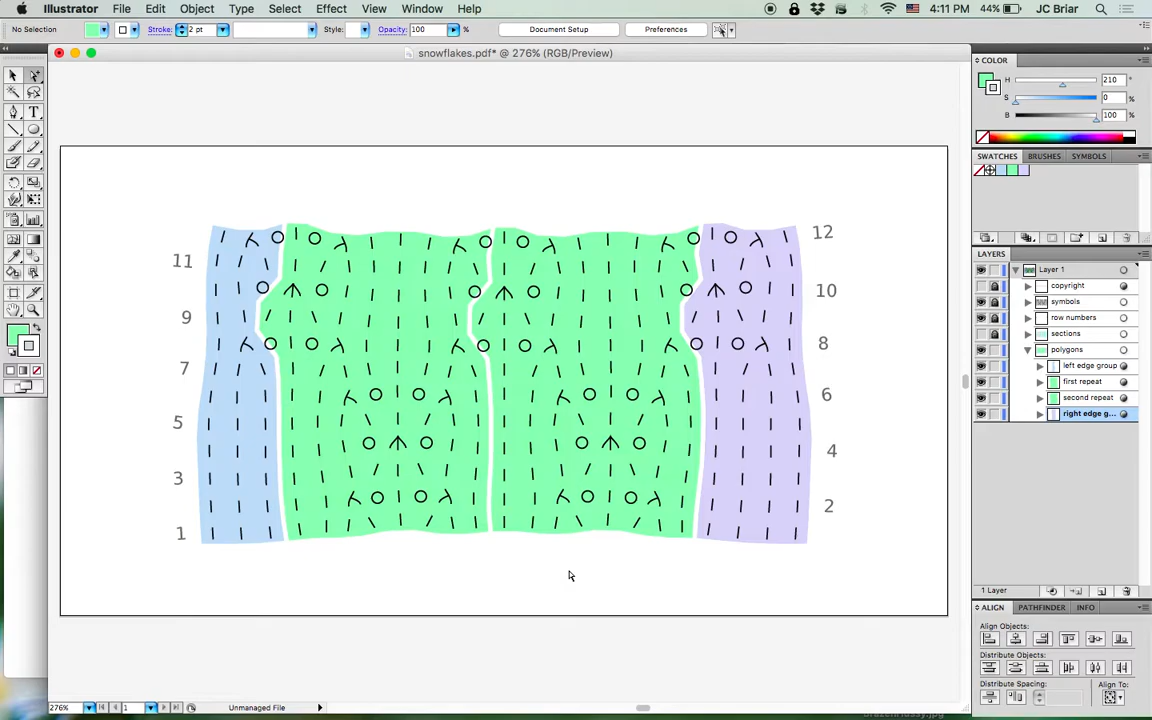 Illustrator File Edit Object Type Select Effect View Window Help 4:11 PM 44% JC Briar
No Selection Stroke: 2 pt Style: Opacity: 100 % Document Setup Preferences
snowflakes.pdf* @ 276% (RGB/Preview)
COLOR
H 210 °
S 0 %
B 100 %
SWATCHES BRUSHES SYMBOLS
LAYERS
Layer 1
copyright
symbols
row numbers
sections
polygons
left edge group
first repeat
second repeat
right edge g...
1 Layer
ALIGN PATHFINDER INFO
Align Objects:
Distribute Objects:
Distribute Spacing: Align To:
12
11
10
9
8
7
6
5
4
3
2
1
276% 1 Unmanaged File